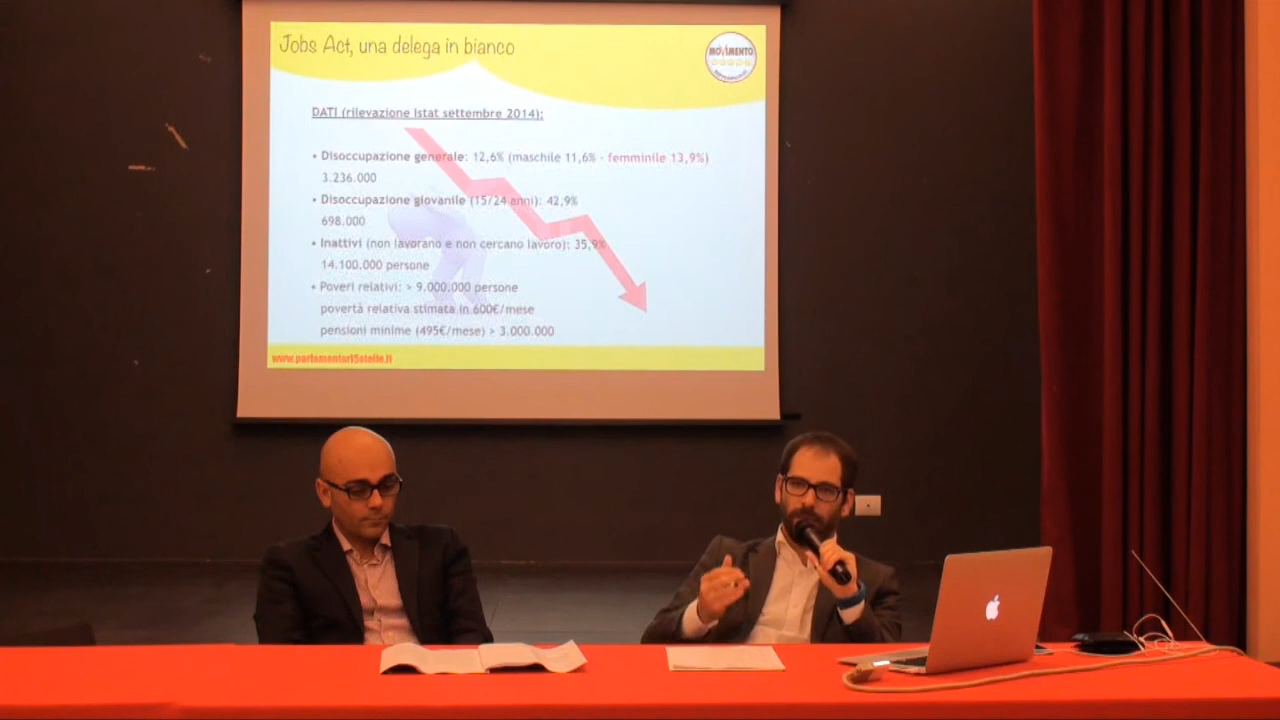 Jobs Act, una delega in bianco
MOVIMENTO
DATI (rilevazione Istat settembre 2014):
• Disoccupazione generale: 12,6% (maschile 11,6% - femminile 13,9%)
3.236.000
• Disoccupazione giovanile (15/24 anni): 42,9%
698.000
• Inattivi (non lavorano e non cercano lavoro): 35,9%
14.100.000 persone
• Poveri relativi: > 9.000.000 persone
povertà relativa stimata in 600€/mese
pensioni minime (495€/mese) > 3.000.000
www.parlamentari5stelle.it